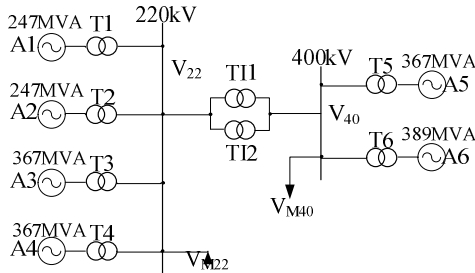 220kV
247MVA
A1
T1
V22
247MVA
A2
T2
TI1
TI2
367MVA
A3
T3
367MVA
A4
T4
VM22
400kV
V40
T5
367MVA
A5
T6
389MVA
A6
VM40